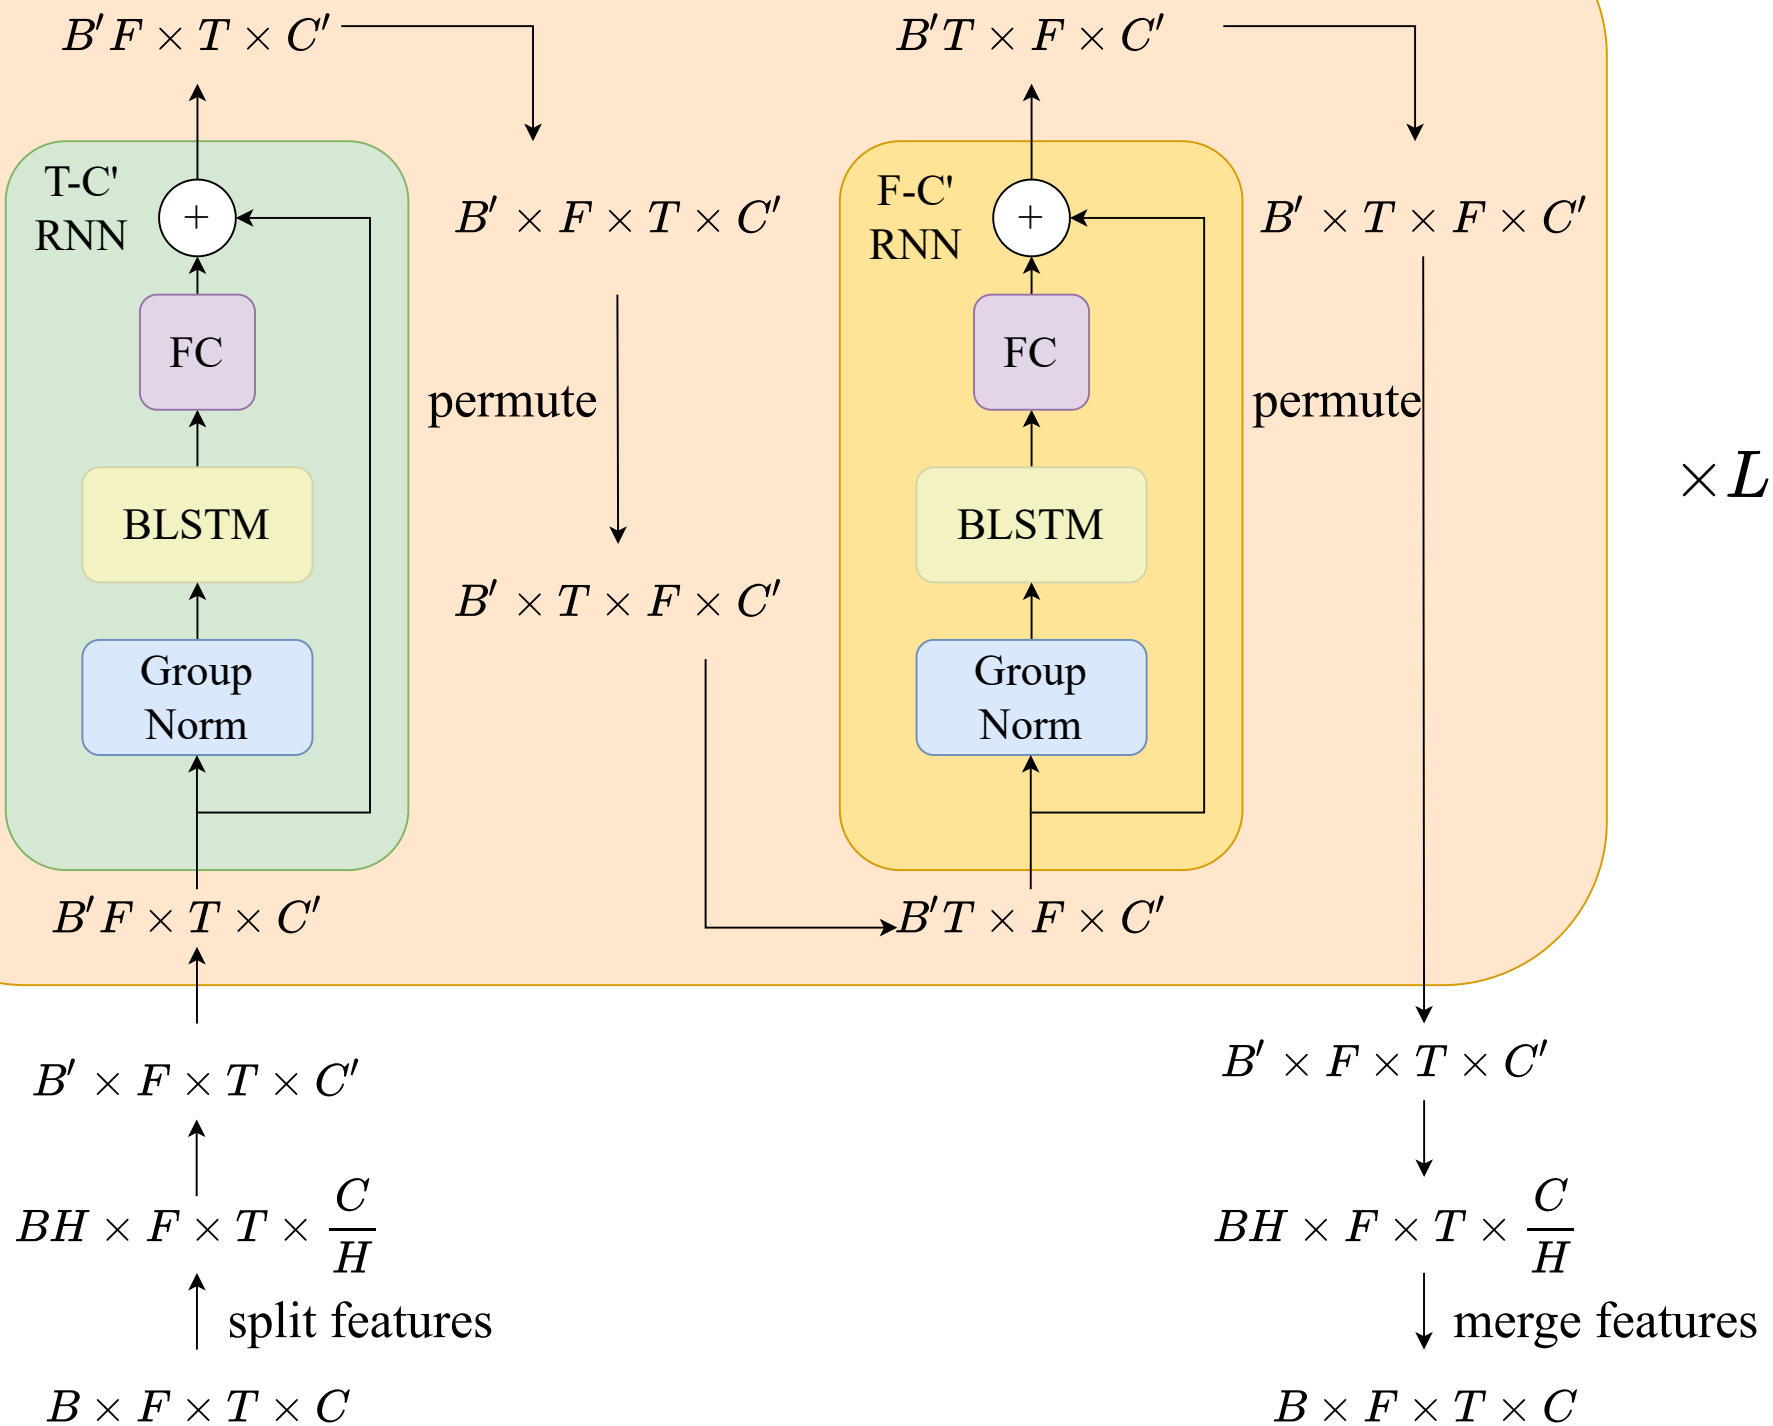 B′F × T × C′
T-C'
RNN
+
FC
BLSTM
Group
Norm
B′F × T × C′
B′ × F × T × C′
BH × F × T × C/H
split features
B × F × T × C
B′ × F × T × C′
permute
B′ × T × F × C′
B′T × F × C′
F-C'
RNN
+
FC
BLSTM
Group
Norm
B′T × F × C′
B′ × T × F × C′
permute
B′ × F × T × C′
BH × F × T × C/H
merge features
B × F × T × C
×L